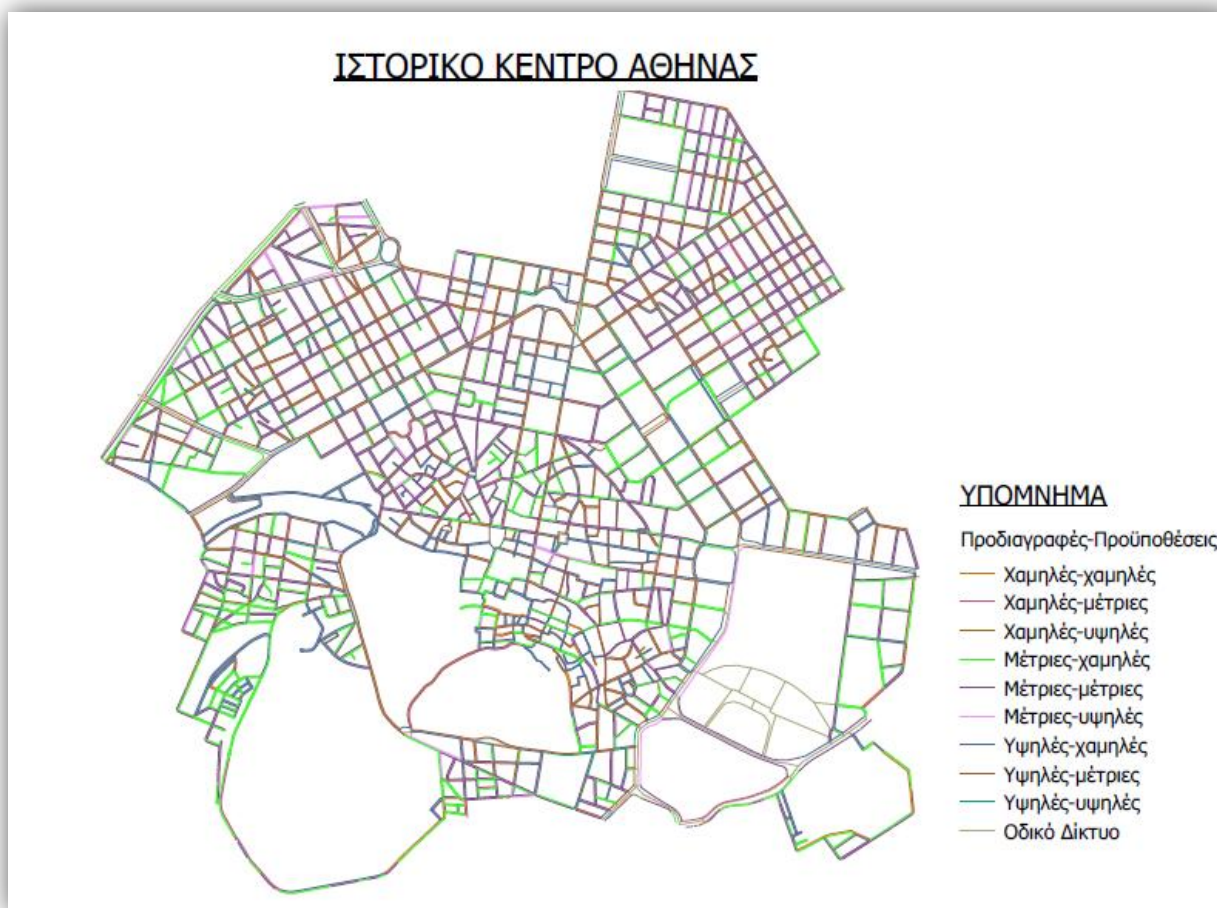 ΙΣΤΟΡΙΚΟ ΚΕΝΤΡΟ ΑΘΗΝΑΣ
ΥΠΟΜΝΗΜΑ
Προδιαγραφές-Προϋποθέσεις
Χαμηλές-χαμηλές
Χαμηλές-μέτριες
Χαμηλές-υψηλές
Μέτριες-χαμηλές
Μέτριες-μέτριες
Μέτριες-υψηλές
Υψηλές-χαμηλές
Υψηλές-μέτριες
Υψηλές-υψηλές
Οδικό Δίκτυο